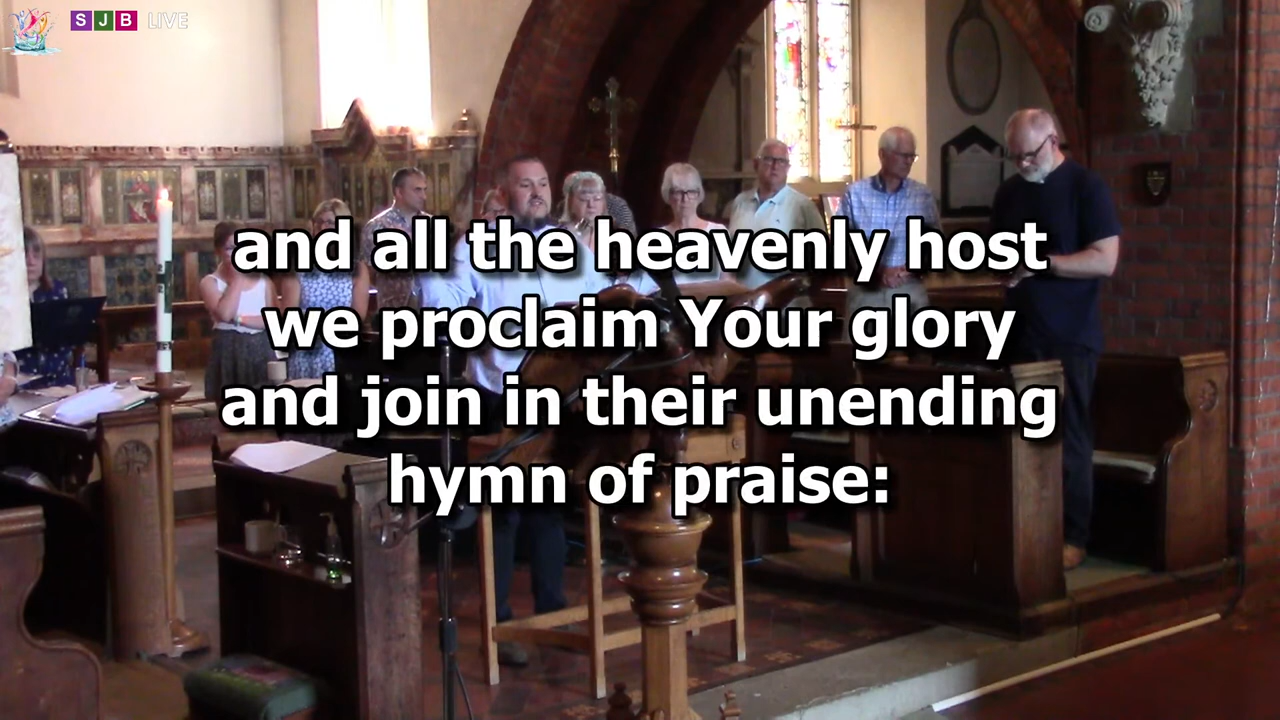 SJB LIVE
and all the heavenly host
we proclaim Your glory
and join in their unending
hymn of praise: